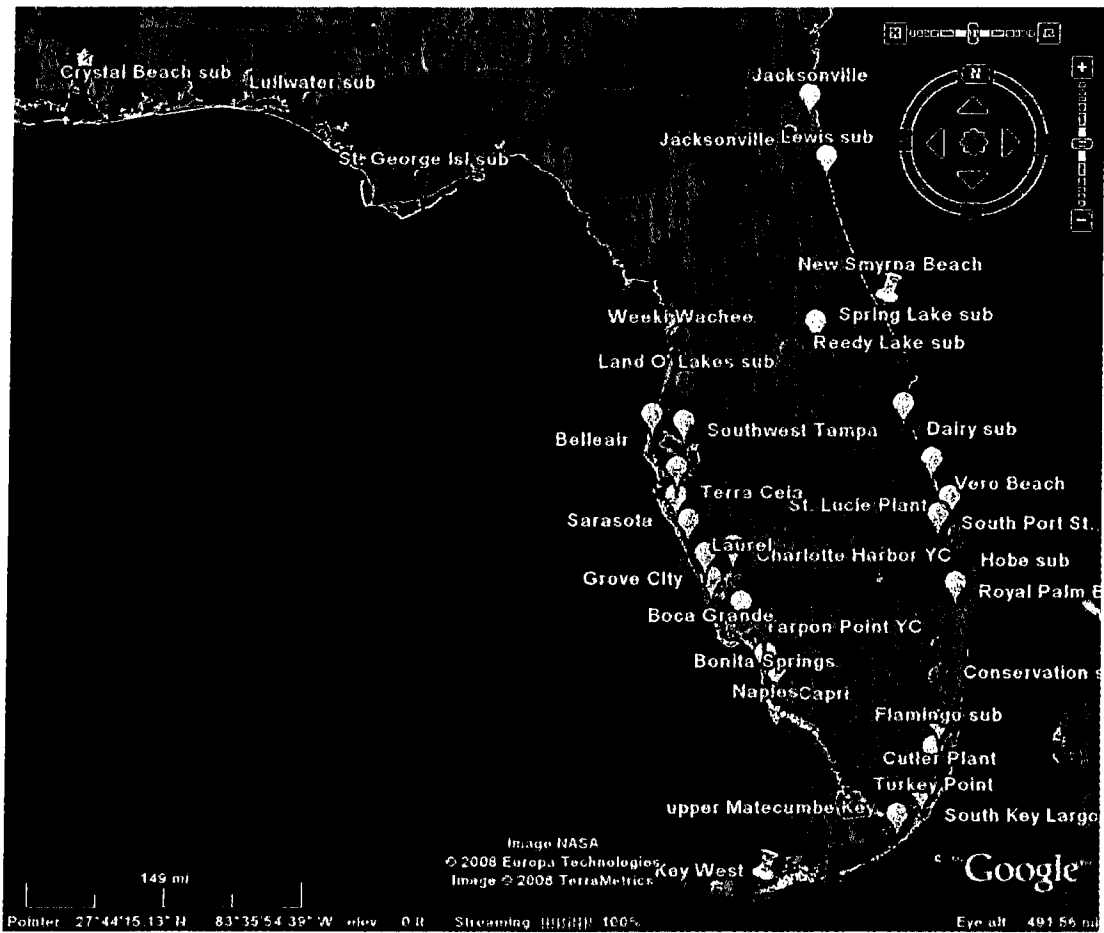 Crystal Beach sub
Lullwater sub
Jacksonville
Jacksonville Lewis sub
St. George Isl sub
N
New Smyrna Beach
Weeki Wachee
Spring Lake sub
Reedy Lake sub
Land O Lakes sub
Belleair
Southwest Tampa
Dairy sub
Terra Ceia
Vero Beach
St. Lucie Plant
Sarasota
South Port St.
Laurel
Charlotte Harbor YC
Hobe sub
Grove City
Royal Palm B
Boca Grande
Tarpon Point YC
Bonita Springs
Conservation s
Naples Capri
Flamingo sub
Cutler Plant
Turkey Point
upper Matecumbe Key
South Key Largo
Image NASA
© 2008 Europa Technologies
Image © 2008 TerraMetrics
Key West
Google
149 mi
Pointer 27°44'15.13" N 83°35'54.39" W elev 0 ft Streaming 100% Eye alt 491.56 mi